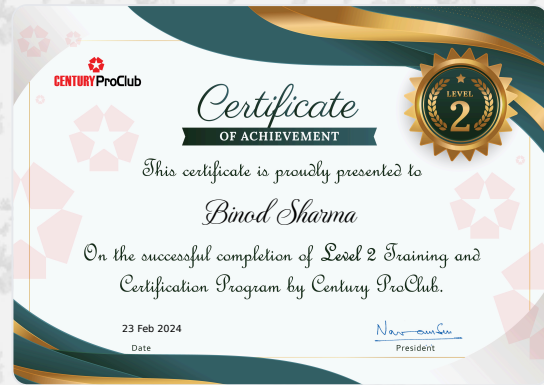 CENTURY ProClub
Certificate
OF ACHIEVEMENT
LEVEL
2
This certificate is proudly presented to
Binod Sharma
On the successful completion of Level 2 Training and
Certification Program by Century ProClub.
23 Feb 2024
Date
President